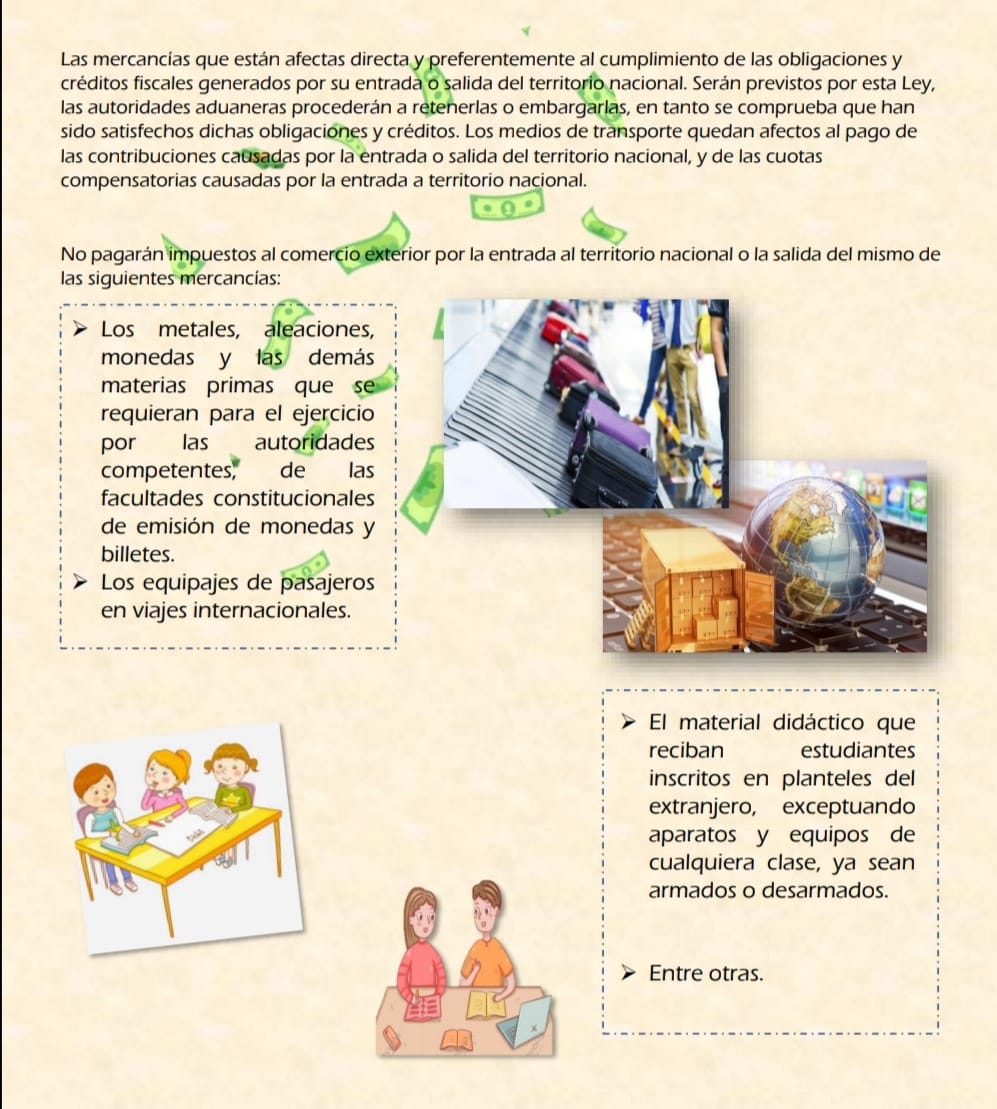 Las mercancías que están afectas directa y preferentemente al cumplimiento de las obligaciones y
créditos fiscales generados por su entrada o salida del territorio nacional. Serán previstos por esta Ley,
las autoridades aduaneras procederán a retenerlas o embargarlas, en tanto se comprueba que han
sido satisfechos dichas obligaciones y créditos. Los medios de transporte quedan afectos al pago de
las contribuciones causadas por la entrada o salida del territorio nacional, y de las cuotas
compensatorias causadas por la entrada a territorio nacional.
No pagarán impuestos al comercio exterior por la entrada al territorio nacional o la salida del mismo de
las siguientes mercancías:
➢ Los metales, aleaciones,
monedas y las demás
materias primas que se
requieran para el ejercicio
por las autoridades
competentes, de las
facultades constitucionales
de emisión de monedas y
billetes.
➢ Los equipajes de pasajeros
en viajes internacionales.
➢ El material didáctico que
reciban estudiantes
inscritos en planteles del
extranjero, exceptuando
aparatos y equipos de
cualquiera clase, ya sean
armados o desarmados.
➢ Entre otras.